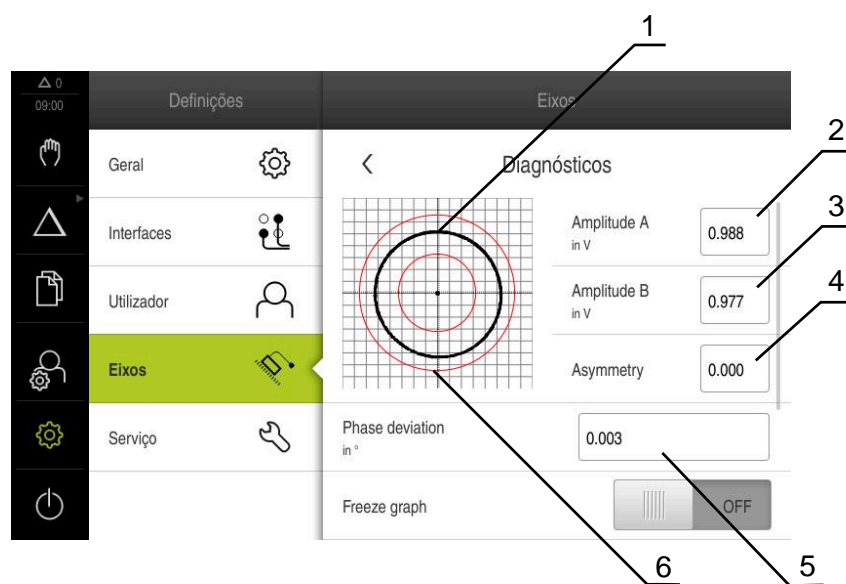 1
0
09:00
Definições
Eixos
2
Geral
Diagnósticos
Amplitude A
in V
0.988
3
Interfaces
Amplitude B
in V
0.977
4
Utilizador
Eixos
Asymmetry
0.000
Serviço
Phase deviation
in °
0.003
Freeze graph
OFF
6
5